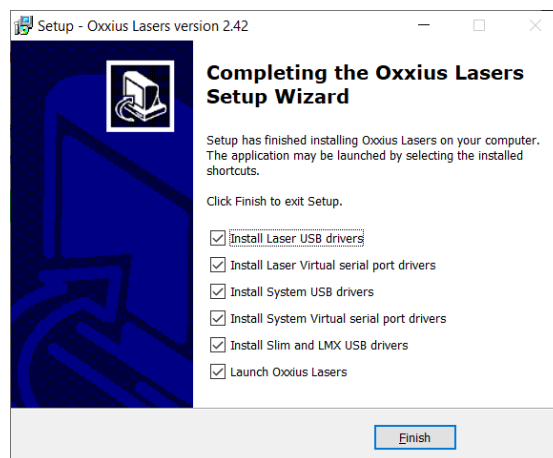 Setup - Oxxius Lasers version 2.42
Completing the Oxxius Lasers
Setup Wizard
Setup has finished installing Oxxius Lasers on your computer.
The application may be launched by selecting the installed
shortcuts.
Click Finish to exit Setup.
Install Laser USB drivers
Install Laser Virtual serial port drivers
Install System USB drivers
Install System Virtual serial port drivers
Install Slim and LMX USB drivers
Launch Oxxius Lasers
Finish